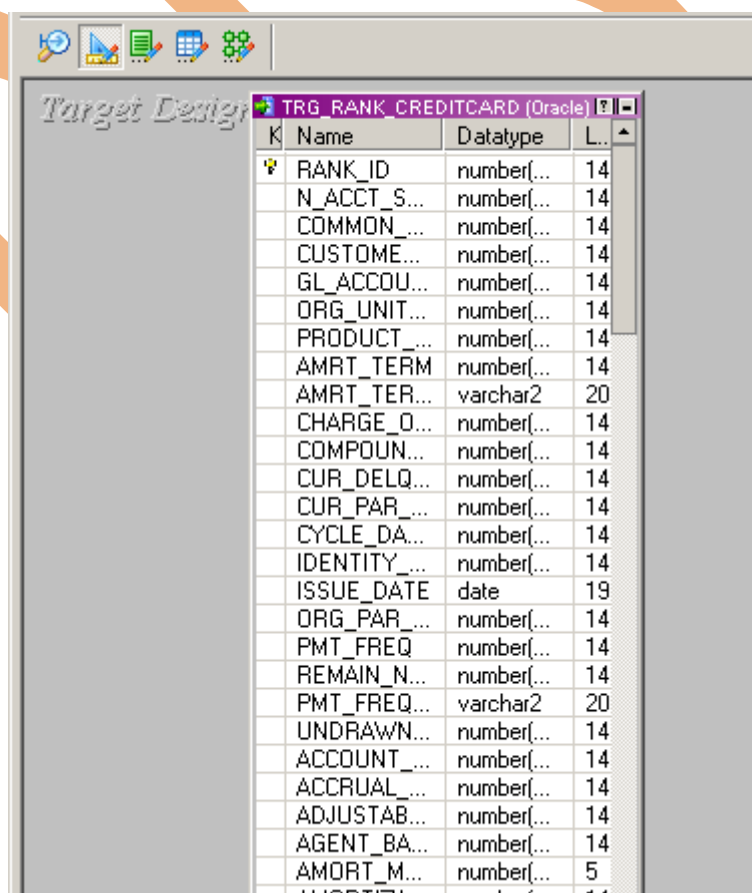 Target Design
TRG_RANK_CREDITCARD (Oracle)
K Name Datatype L..
RANK_ID number(... 14
N_ACCT_S... number(... 14
COMMON_... number(... 14
CUSTOME... number(... 14
GL_ACCOU... number(... 14
ORG_UNIT... number(... 14
PRODUCT_... number(... 14
AMRT_TERM number(... 14
AMRT_TER... varchar2 20
CHARGE_O... number(... 14
COMPOUN... number(... 14
CUR_DELQ... number(... 14
CUR_PAR_... number(... 14
CYCLE_DA... number(... 14
IDENTITY_... number(... 14
ISSUE_DATE date 19
ORG_PAR_... number(... 14
PMT_FREQ number(... 14
REMAIN_N... number(... 14
PMT_FREQ... varchar2 20
UNDRAWN... number(... 14
ACCOUNT_... number(... 14
ACCRUAL_... number(... 14
ADJUSTAB... number(... 14
AGENT_BA... number(... 14
AMORT_M... number(... 5